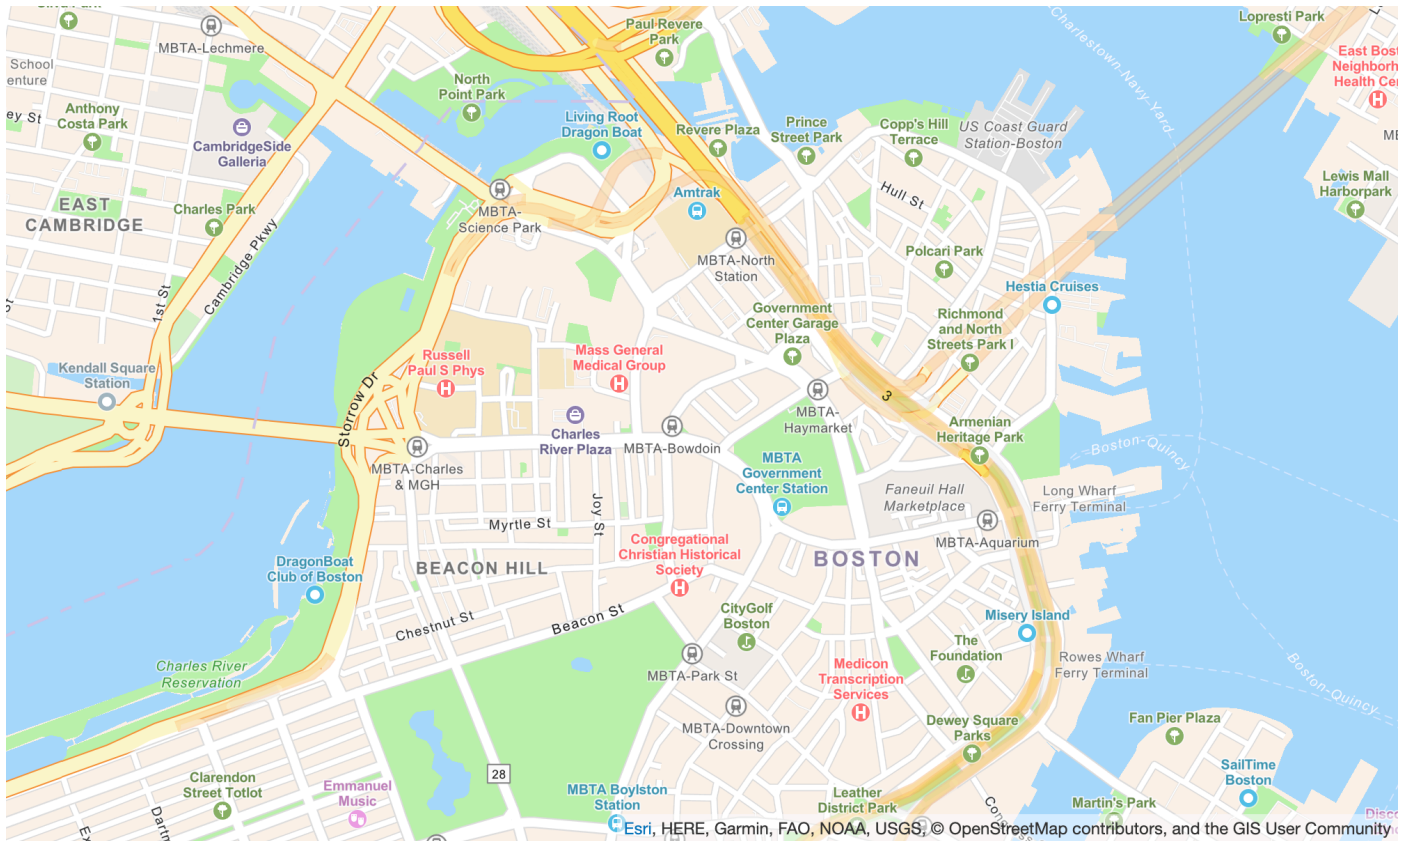 MBTA-Lechmere
School
enture
Anthony
Costa Park
ey St
CambridgeSide
Galleria
EAST
CAMBRIDGE
Charles Park
Cambridge Pkwy
1st St
St
Kendall Square
Station
North
Point Park
Living Root
Dragon Boat
Paul Revere
Park
Revere Plaza
Prince
Street Park
Copp's Hill
Terrace
US Coast Guard
Station-Boston
Charlestown-Navy-Yard
Lopresti Park
East Bost
Neighborh
Health Cen
ME
Lewis Mall
Harborpark
Amtrak
MBTA-
Science Park
MBTA-North
Station
Hull St
Polcari Park
Hestia Cruises
Government
Center Garage
Plaza
Richmond
and North
Streets Park I
Russell
Paul S Phys
Mass General
Medical Group
Storrow Dr
3
MBTA-
Haymarket
Armenian
Heritage Park
Charles
River Plaza
MBTA-Bowdoin
MBTA-Charles
& MGH
MBTA
Government
Center Station
Boston-Quincy
Faneuil Hall
Marketplace
Long Wharf
Ferry Terminal
Myrtle St
Joy St
MBTA-Aquarium
Congregational
Christian Historical
Society
BOSTON
DragonBoat
Club of Boston
BEACON HILL
Chestnut St
Beacon St
CityGolf
Boston
Misery Island
The
Foundation
Charles River
Reservation
MBTA-Park St
Medicon
Transcription
Services
Rowes Wharf
Ferry Terminal
Boston-Quincy
MBTA-Downtown
Crossing
Dewey Square
Parks
Fan Pier Plaza
28
Clarendon
Street Totlot
Emmanuel
Music
MBTA Boylston
Station
Leather
District Park
SailTime
Boston
Martin's Park
Disco
Esri, HERE, Garmin, FAO, NOAA, USGS, © OpenStreetMap contributors, and the GIS User Community